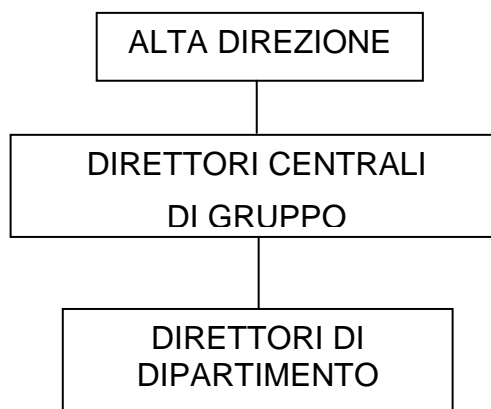 ALTA DIREZIONE
DIRETTORI CENTRALI
DI GRUPPO
DIRETTORI DI
DIPARTIMENTO